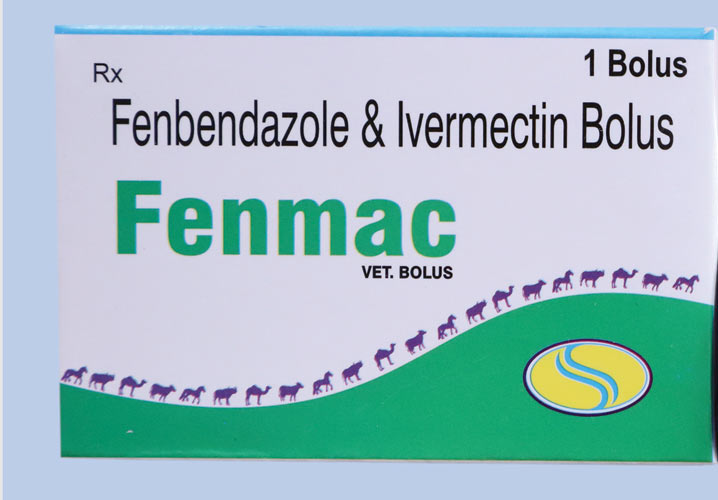 1 Bolus
Rx
Fenbendazole & Ivermectin Bolus
Fenmac
VET. BOLUS